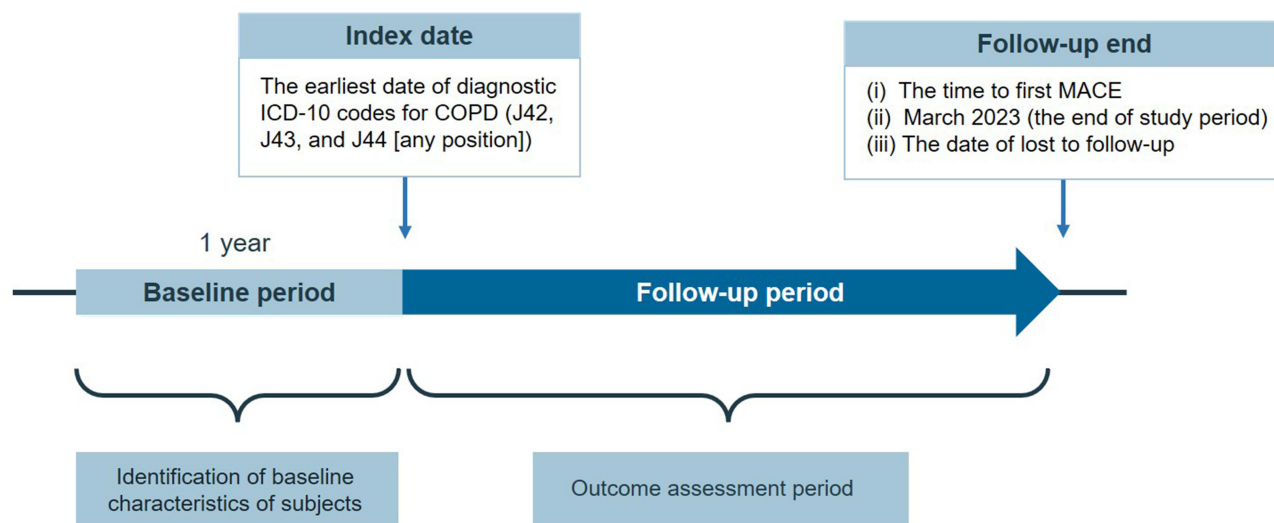 Index date
The earliest date of diagnostic
ICD-10 codes for COPD (J42,
J43, and J44 [any position])
Follow-up end
(i) The time to first MACE
(ii) March 2023 (the end of study period)
(iii) The date of lost to follow-up
1 year
Baseline period
Follow-up period
Identification of baseline
characteristics of subjects
Outcome assessment period